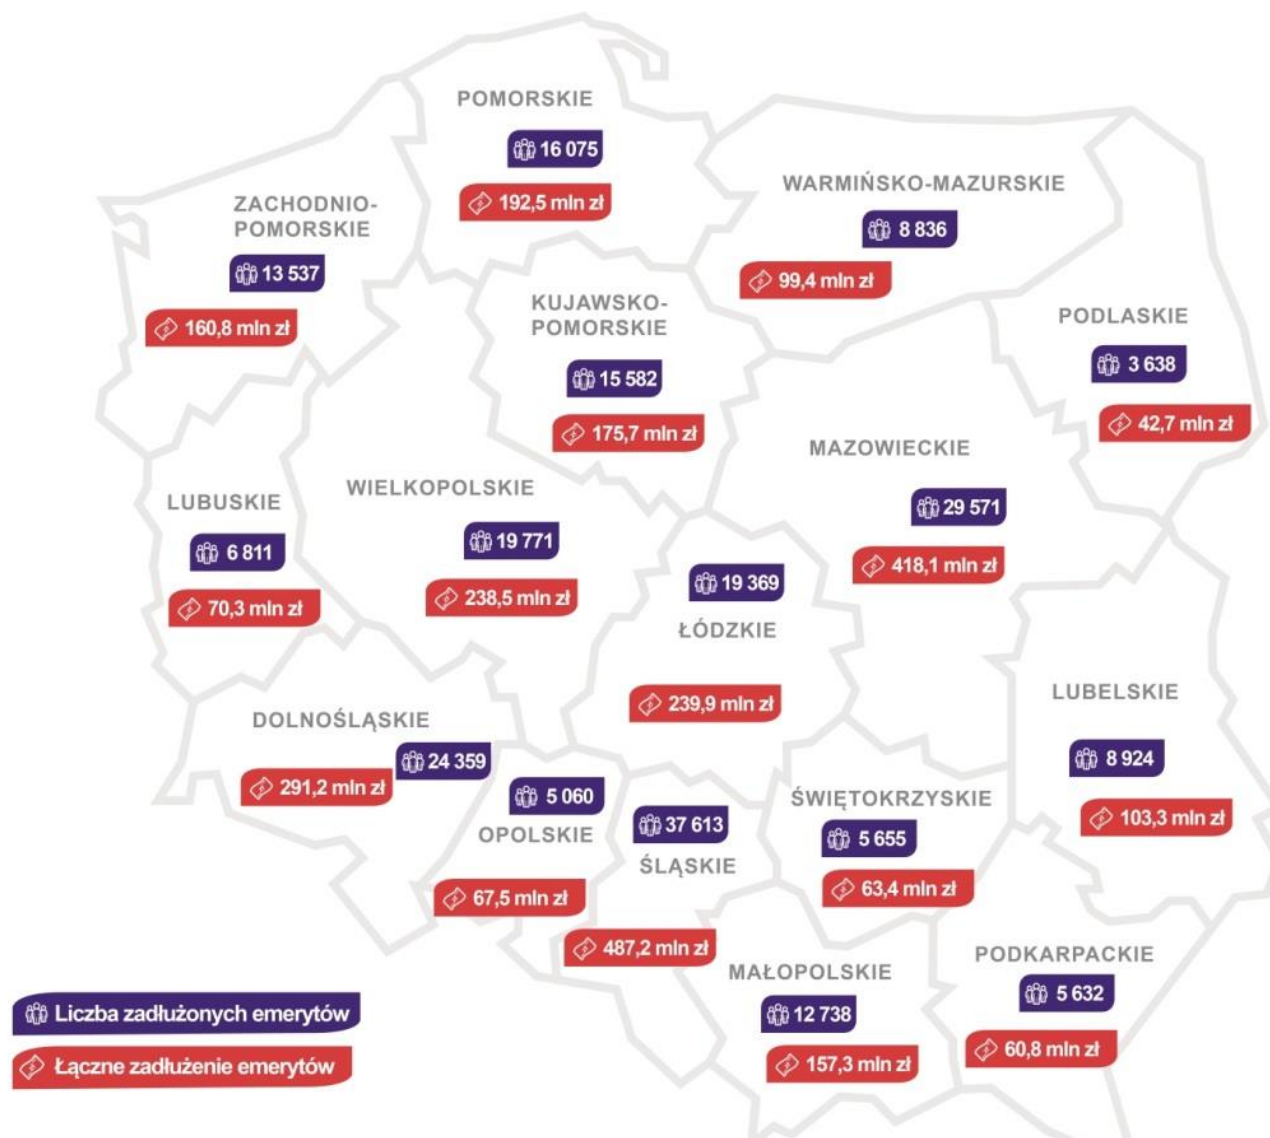 POMORSKIE
16 075
192,5 mln zł
WARMIŃSKO-MAZURSKIE
8 836
99,4 mln zł
ZACHODNIO-
POMORSKIE
13 537
160,8 mln zł
KUJAWSKO-
POMORSKIE
15 582
175,7 mln zł
PODLASKIE
3 638
42,7 mln zł
MAZOWIECKIE
29 571
418,1 mln zł
LUBUSKIE
6 811
70,3 mln zł
WIELKOPOLSKIE
19 771
238,5 mln zł
19 369
ŁÓDZKIE
239,9 mln zł
LUBELSKIE
8 924
103,3 mln zł
DOLNOŚLĄSKIE
24 359
291,2 mln zł
5 060
OPOLSKIE
67,5 mln zł
37 613
ŚLĄSKIE
487,2 mln zł
ŚWIĘTOKRZYSKIE
5 655
63,4 mln zł
MAŁOPOLSKIE
12 738
157,3 mln zł
PODKARPACKIE
5 632
60,8 mln zł
Liczba zadłużonych emerytów
Łączne zadłużenie emerytów